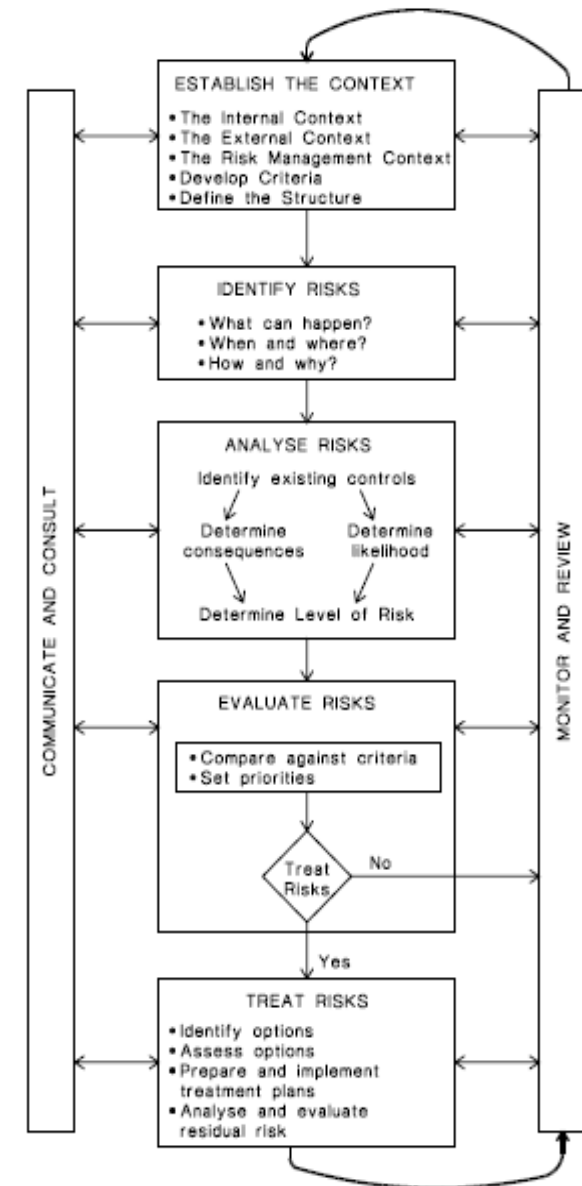 ESTABLISH THE CONTEXT
• The Internal Context
• The External Context
• The Risk Management Context
• Develop Criteria
• Define the Structure
IDENTIFY RISKS
• What can happen?
• When and where?
• How and why?
ANALYSE RISKS
Identify existing controls
Determine
consequences
Determine
likelihood
Determine Level of Risk
EVALUATE RISKS
• Compare against criteria
• Set priorities
Treat
Risks
No
Yes
TREAT RISKS
• Identify options
• Assess options
• Prepare and implement
treatment plans
• Analyse and evaluate
residual risk
COMMUNICATE AND CONSULT
MONITOR AND REVIEW